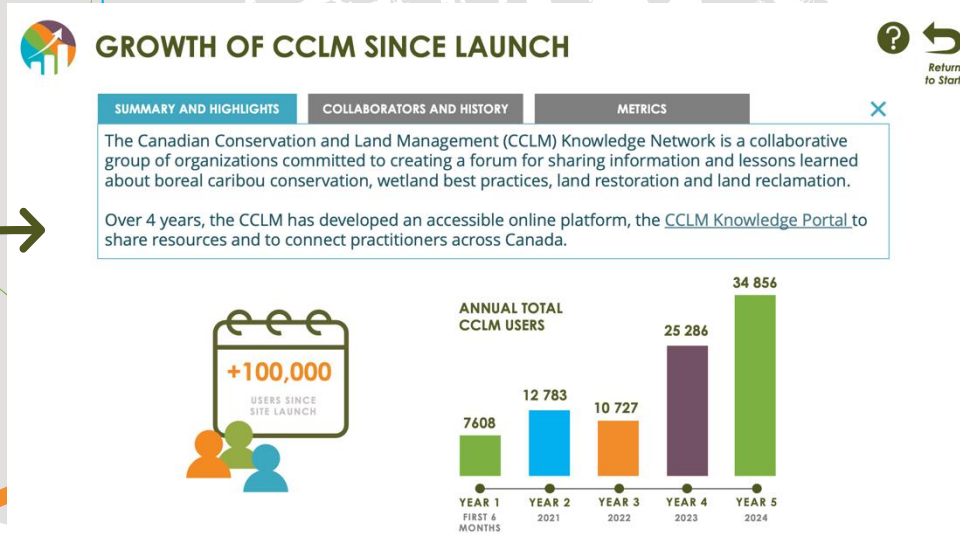 GROWTH OF CCLM SINCE LAUNCH
?
Return
to Start
SUMMARY AND HIGHLIGHTS
COLLABORATORS AND HISTORY
METRICS
The Canadian Conservation and Land Management (CCLM) Knowledge Network is a collaborative
group of organizations committed to creating a forum for sharing information and lessons learned
about boreal caribou conservation, wetland best practices, land restoration and land reclamation.
Over 4 years, the CCLM has developed an accessible online platform, the CCLM Knowledge Portal to
share resources and to connect practitioners across Canada.
+100,000
USERS SINCE
SITE LAUNCH
ANNUAL TOTAL
CCLM USERS
7608
12 783
10 727
25 286
34 856
YEAR 1
FIRST 6
MONTHS
YEAR 2
2021
YEAR 3
2022
YEAR 4
2023
YEAR 5
2024